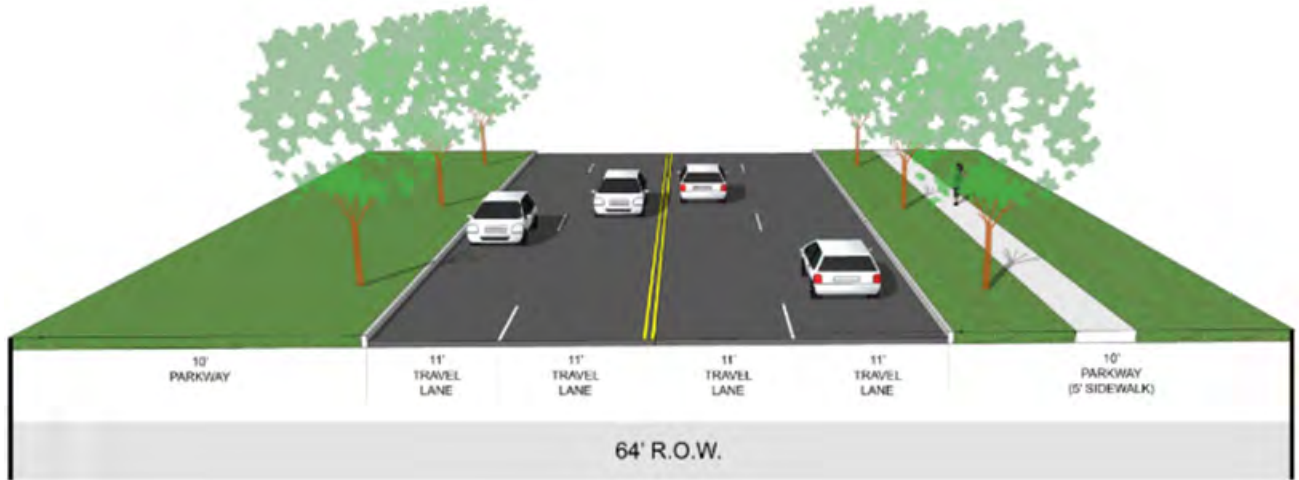 10'
PARKWAY
11'
TRAVEL
LANE
11'
TRAVEL
LANE
11'
TRAVEL
LANE
11'
TRAVEL
LANE
10'
PARKWAY
(5' SIDEWALK)
64' R.O.W.